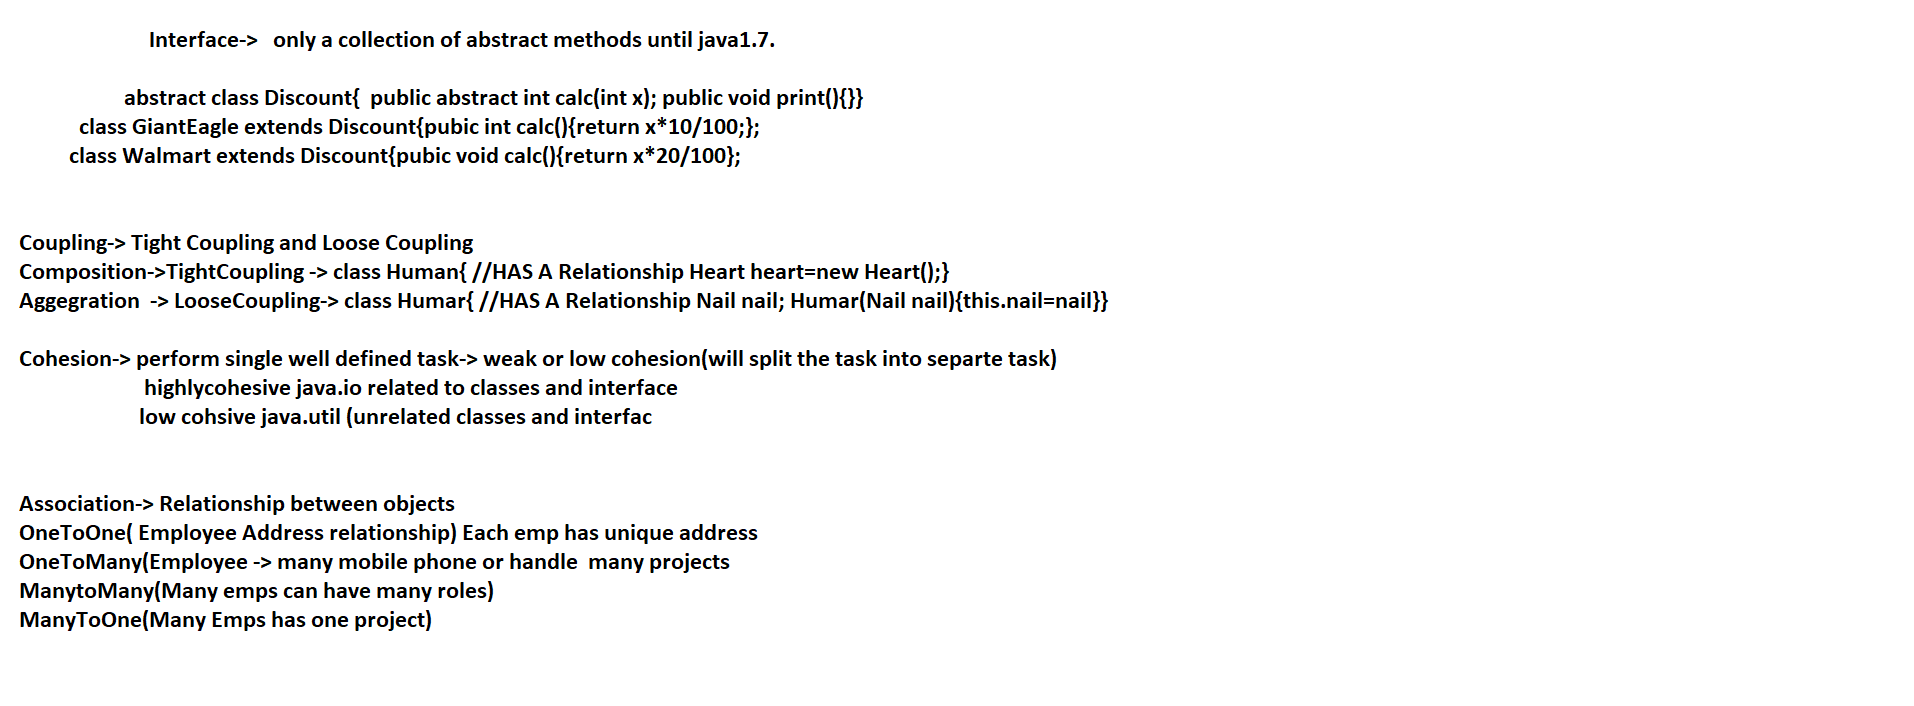 Interface-> only a collection of abstract methods until java1.7.
abstract class Discount{ public abstract int calc(int x); public void print(){}}
class GiantEagle extends Discount{pubic int calc(){return x*10/100;};
class Walmart extends Discount{pubic void calc(){return x*20/100};
Coupling-> Tight Coupling and Loose Coupling
Composition->TightCoupling -> class Human{ //HAS A Relationship Heart heart=new Heart();}
Aggegration -> LooseCoupling-> class Humar{ //HAS A Relationship Nail nail; Humar(Nail nail){this.nail=nail}}
Cohesion-> perform single well defined task-> weak or low cohesion(will split the task into separte task)
highlycohesive java.io related to classes and interface
low cohsive java.util (unrelated classes and interfac
Association-> Relationship between objects
OneToOne( Employee Address relationship) Each emp has unique address
OneToMany(Employee -> many mobile phone or handle many projects
ManytoMany(Many emps can have many roles)
ManyToOne(Many Emps has one project)